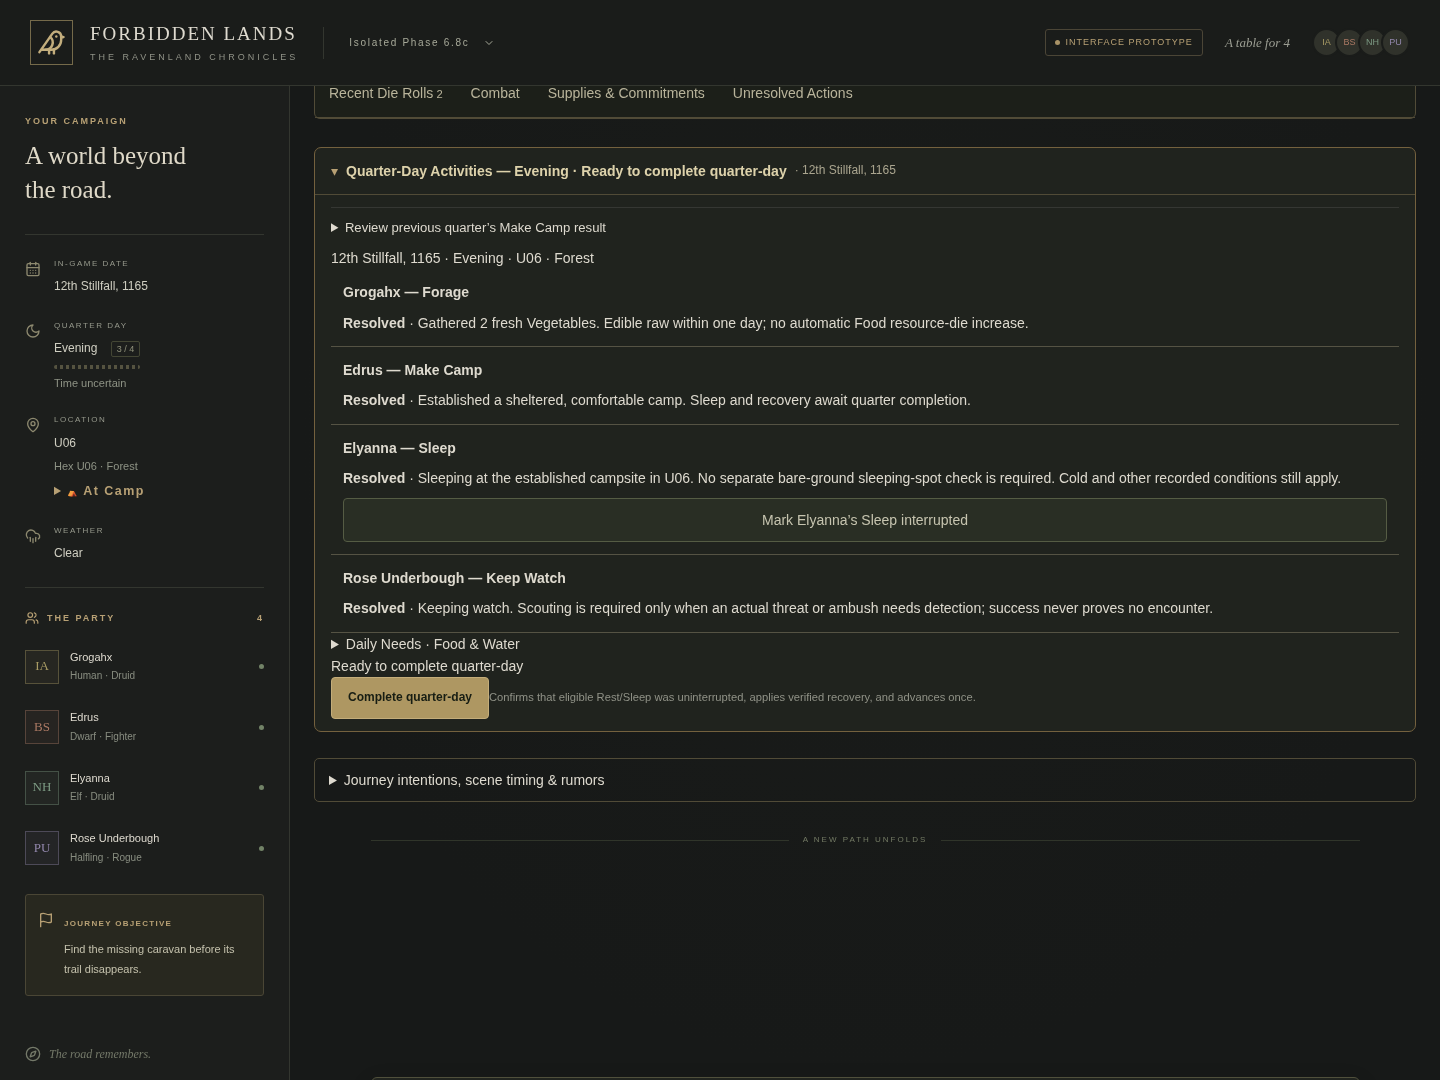 FORBIDDEN LANDS
THE RAVENLAND CHRONICLES
Isolated Phase 6.8c
INTERFACE PROTOTYPE
A table for 4
IA
BS
NH
PU
YOUR CAMPAIGN
A world beyond
the road.
IN-GAME DATE
12th Stillfall, 1165
QUARTER DAY
Evening 3 / 4
Time uncertain
LOCATION
U06
Hex U06 · Forest
At Camp
WEATHER
Clear
THE PARTY 4
IA
Grogahx
Human · Druid
BS
Edrus
Dwarf · Fighter
NH
Elyanna
Elf · Druid
PU
Rose Underbough
Halfling · Rogue
JOURNEY OBJECTIVE
Find the missing caravan before its
trail disappears.
The road remembers.
Recent Die Rolls 2 Combat Supplies & Commitments Unresolved Actions
Quarter-Day Activities — Evening · Ready to complete quarter-day · 12th Stillfall, 1165
Review previous quarter’s Make Camp result
12th Stillfall, 1165 · Evening · U06 · Forest
Grogahx — Forage
Resolved · Gathered 2 fresh Vegetables. Edible raw within one day; no automatic Food resource-die increase.
Edrus — Make Camp
Resolved · Established a sheltered, comfortable camp. Sleep and recovery await quarter completion.
Elyanna — Sleep
Resolved · Sleeping at the established campsite in U06. No separate bare-ground sleeping-spot check is required. Cold and other recorded conditions still apply.
Mark Elyanna’s Sleep interrupted
Rose Underbough — Keep Watch
Resolved · Keeping watch. Scouting is required only when an actual threat or ambush needs detection; success never proves no encounter.
Daily Needs · Food & Water
Ready to complete quarter-day
Complete quarter-day Confirms that eligible Rest/Sleep was uninterrupted, applies verified recovery, and advances once.
Journey intentions, scene timing & rumors
A NEW PATH UNFOLDS